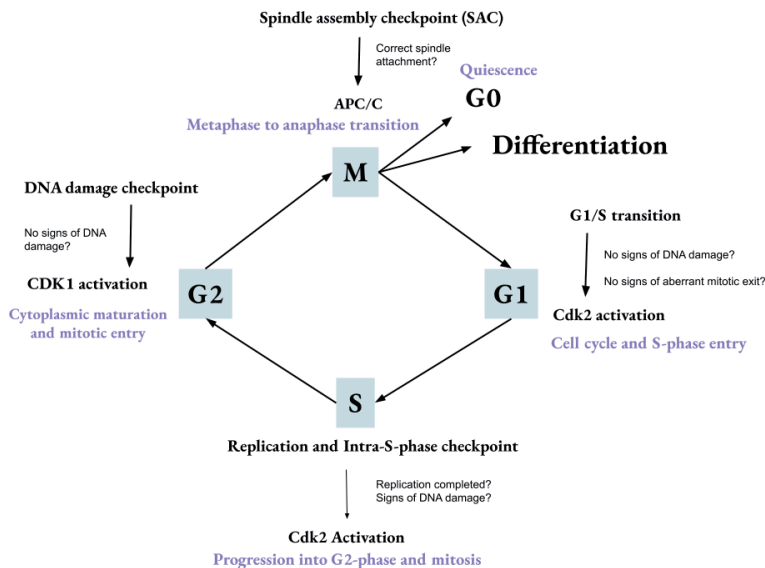 Spindle assembly checkpoint (SAC)
Correct spindle
attachment?
Quiescence
G0
APC/C
Metaphase to anaphase transition
Differentiation
M
DNA damage checkpoint
No signs of DNA
damage?
CDK1 activation
Cytoplasmic maturation
and mitotic entry
G2
G1
G1/S transition
No signs of DNA damage?
No signs of aberrant mitotic exit?
Cdk2 activation
Cell cycle and S-phase entry
S
Replication and Intra-S-phase checkpoint
Replication completed?
Signs of DNA damage?
Cdk2 Activation
Progression into G2-phase and mitosis